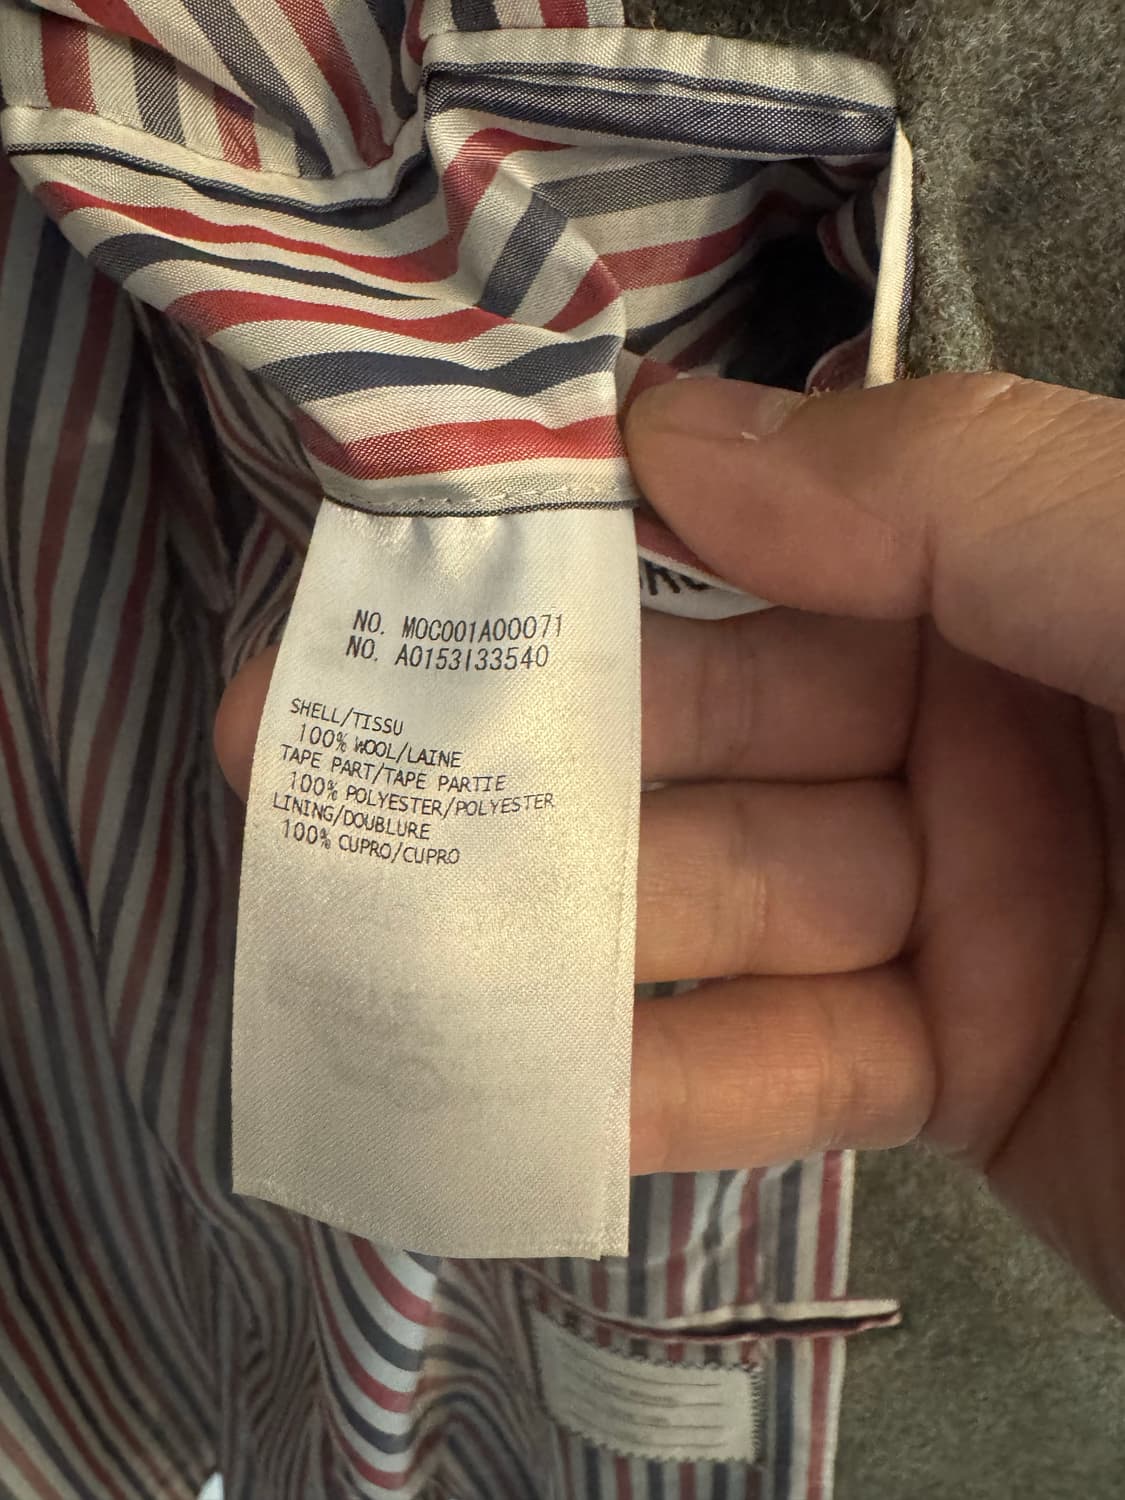 NO. MOC001A00071
NO. A0153133540
SHELL/TISSU
100% WOOL/LAINE
TAPE PART/TAPE PARTIE
100% POLYESTER/POLYESTER
LINING/DOUBLURE
100% CUPRO/CUPRO